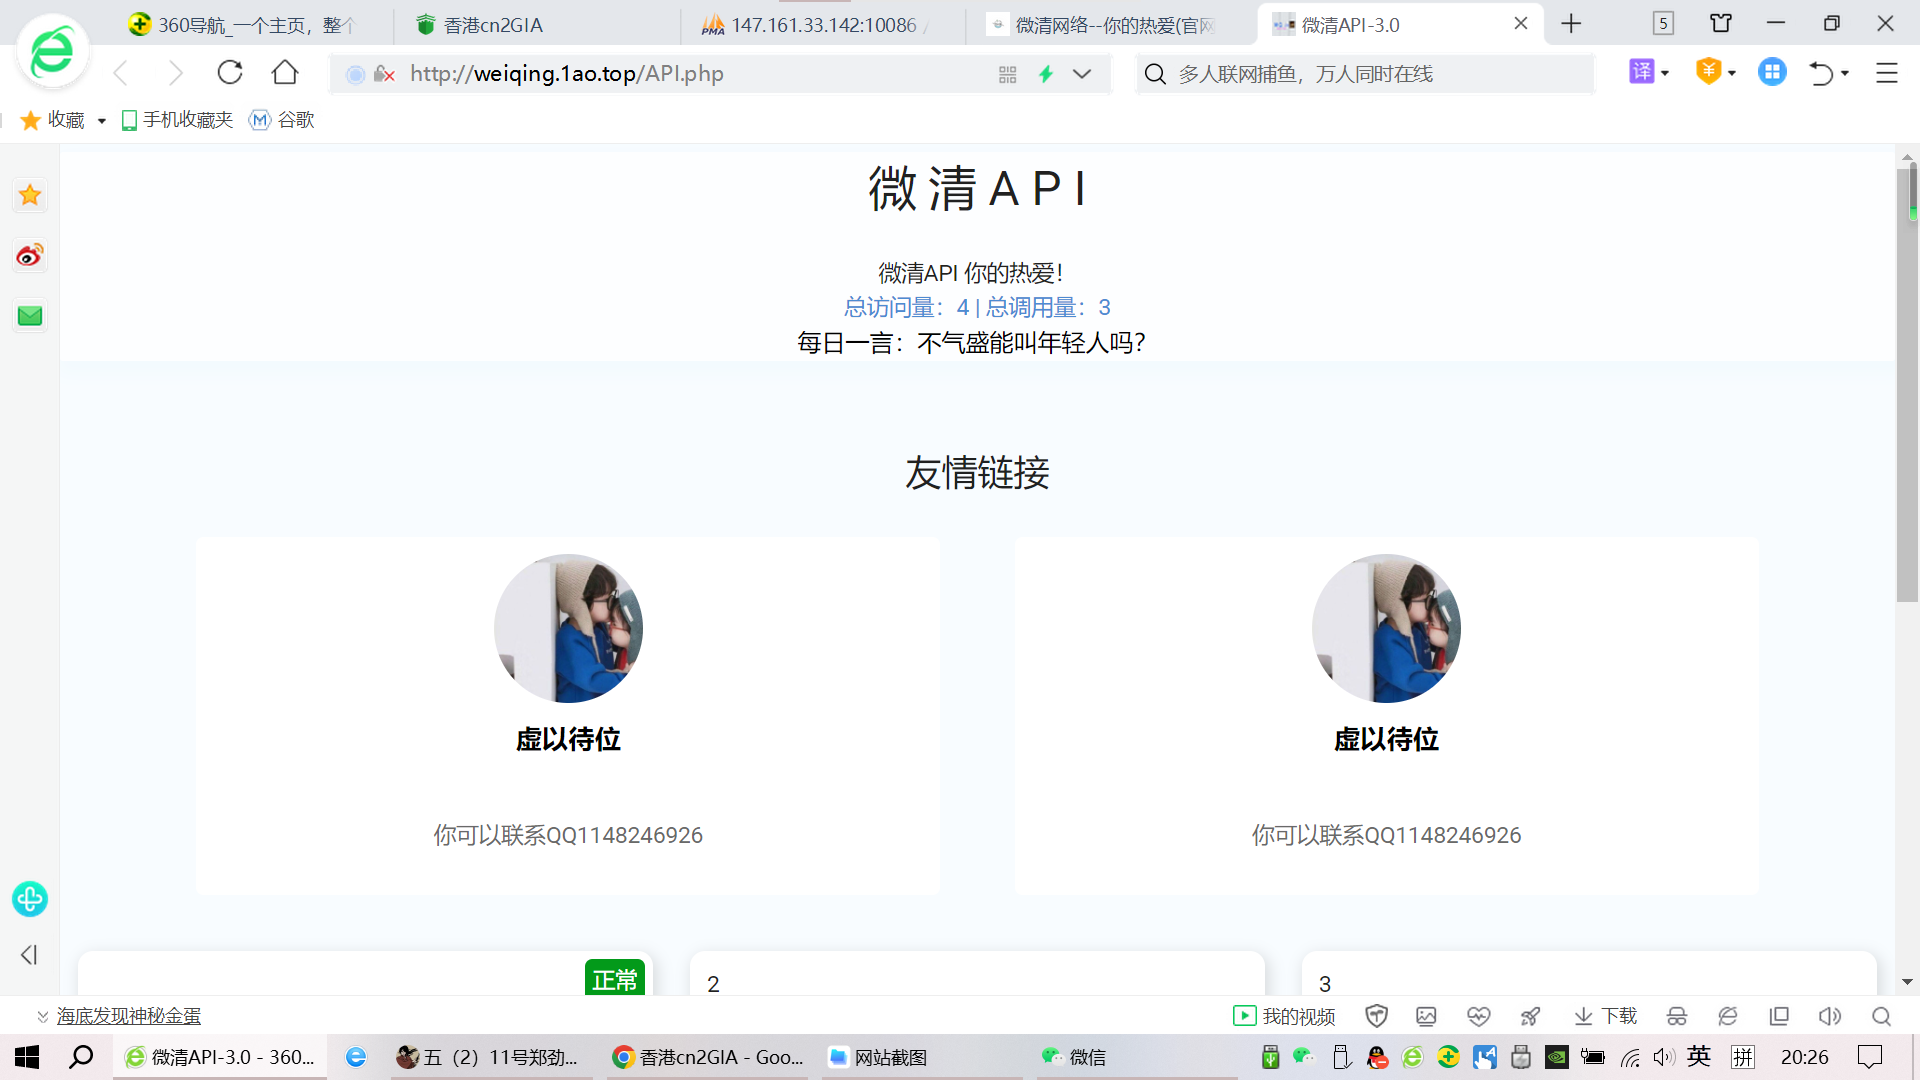 360导航_一个主页，整个
香港cn2GIA
147.161.33.142:10086 /
微清网络--你的热爱(官网
微清API-3.0
5
http://weiqing.1ao.top/API.php
多人联网捕鱼，万人同时在线
译
收藏
手机收藏夹
谷歌
微清API
微清API 你的热爱！
总访问量：4 | 总调用量：3
每日一言：不气盛能叫年轻人吗？
友情链接
虚以待位
虚以待位
你可以联系QQ1148246926
你可以联系QQ1148246926
正常
2
3
海底发现神秘金蛋
我的视频
下载
微清API-3.0 - 360...
五（2）11号郑劲...
香港cn2GIA - Goo...
网站截图
微信
英
拼
20:26